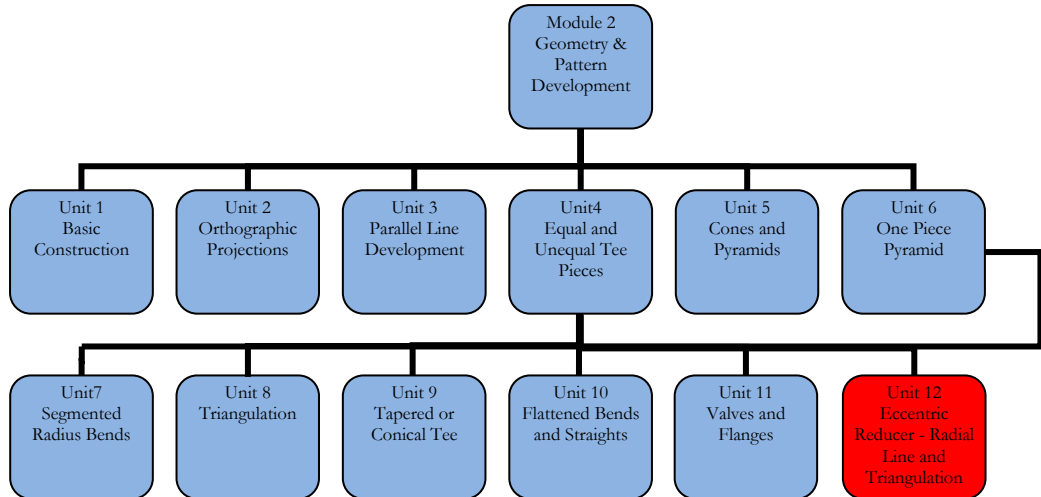 Module 2
Geometry &
Pattern
Development
Unit 1
Basic
Construction
Unit 2
Orthographic
Projections
Unit 3
Parallel Line
Development
Unit4
Equal and
Unequal Tee
Pieces
Unit 5
Cones and
Pyramids
Unit 6
One Piece
Pyramid
Unit7
Segmented
Radius Bends
Unit 8
Triangulation
Unit 9
Tapered or
Conical Tee
Unit 10
Flattened Bends
and Straights
Unit 11
Valves and
Flanges
Unit 12
Eccentric
Reducer - Radial
Line and
Triangulation